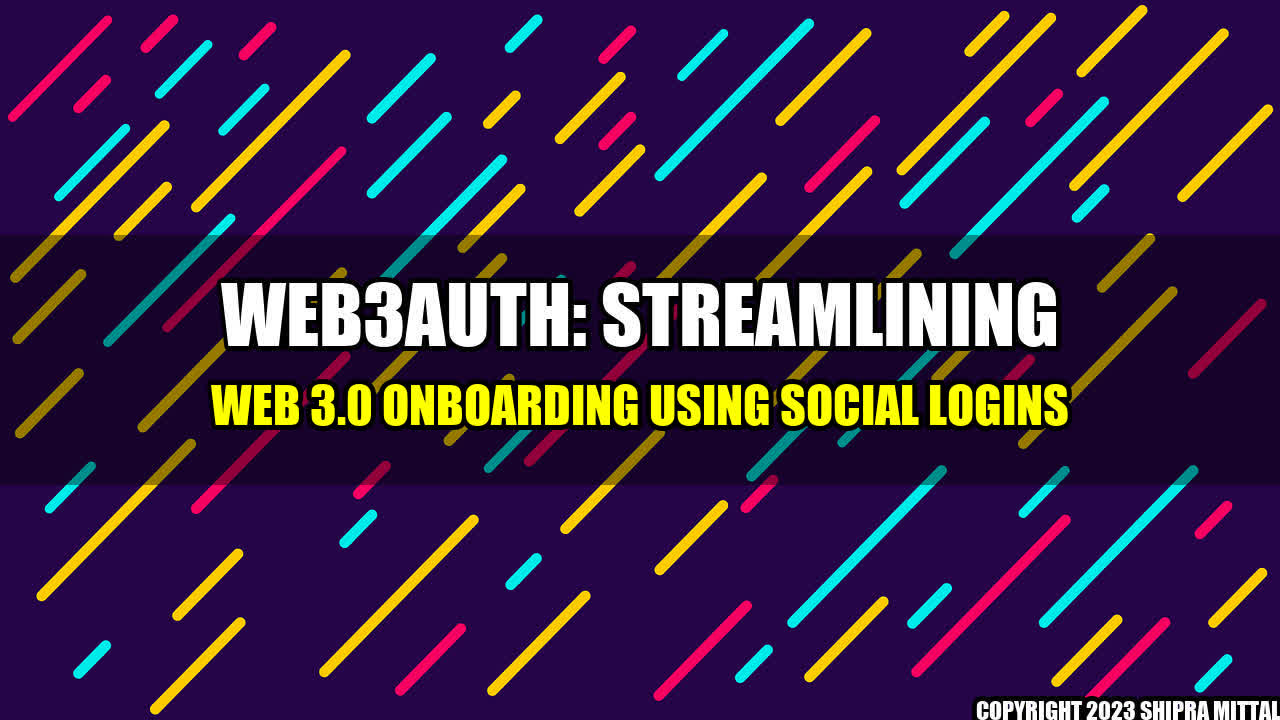 WEB3AUTH: STREAMLINING
WEB 3.0 ONBOARDING USING SOCIAL LOGINS
COPYRIGHT 2023 SHIPRA MITTAL